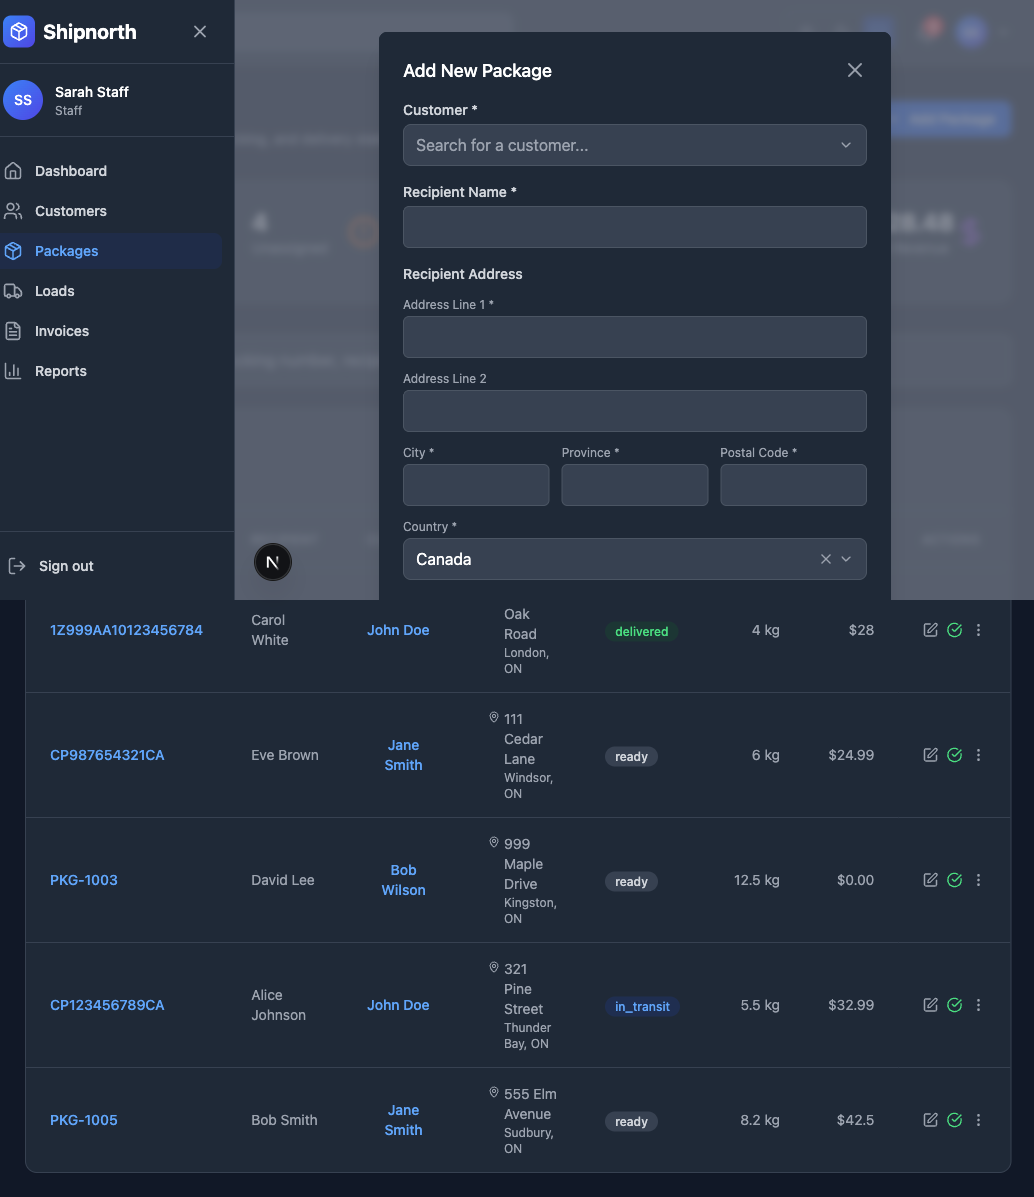 Shipnorth
SS
Sarah Staff
Staff
Dashboard
Customers
Packages
Loads
Invoices
Reports
Sign out
N
Add New Package
Customer *
Search for a customer...
Recipient Name *
Recipient Address
Address Line 1 *
Address Line 2
City *
Province *
Postal Code *
Country *
Canada
1Z999AA10123456784
Carol
White
John Doe
Oak
Road
London,
ON
delivered
4 kg
$28
CP987654321CA
Eve Brown
Jane
Smith
111
Cedar
Lane
Windsor,
ON
ready
6 kg
$24.99
PKG-1003
David Lee
Bob
Wilson
999
Maple
Drive
Kingston,
ON
ready
12.5 kg
$0.00
CP123456789CA
Alice
Johnson
John Doe
321
Pine
Street
Thunder
Bay, ON
in_transit
5.5 kg
$32.99
PKG-1005
Bob Smith
Jane
Smith
555 Elm
Avenue
Sudbury,
ON
ready
8.2 kg
$42.5